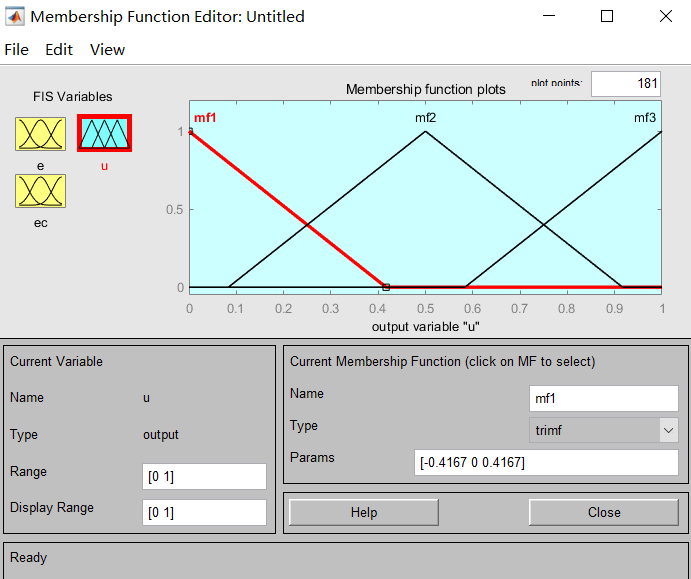 Membership Function Editor: Untitled
File Edit View
FIS Variables
Membership function plots
plot points: 181
e
u
ec
mf1 mf2 mf3
1
0.5
0
0 0.1 0.2 0.3 0.4 0.5 0.6 0.7 0.8 0.9 1
output variable "u"
Current Variable
Name u
Type output
Range [0 1]
Display Range [0 1]
Current Membership Function (click on MF to select)
Name mf1
Type trimf
Params [-0.4167 0 0.4167]
Help Close
Ready